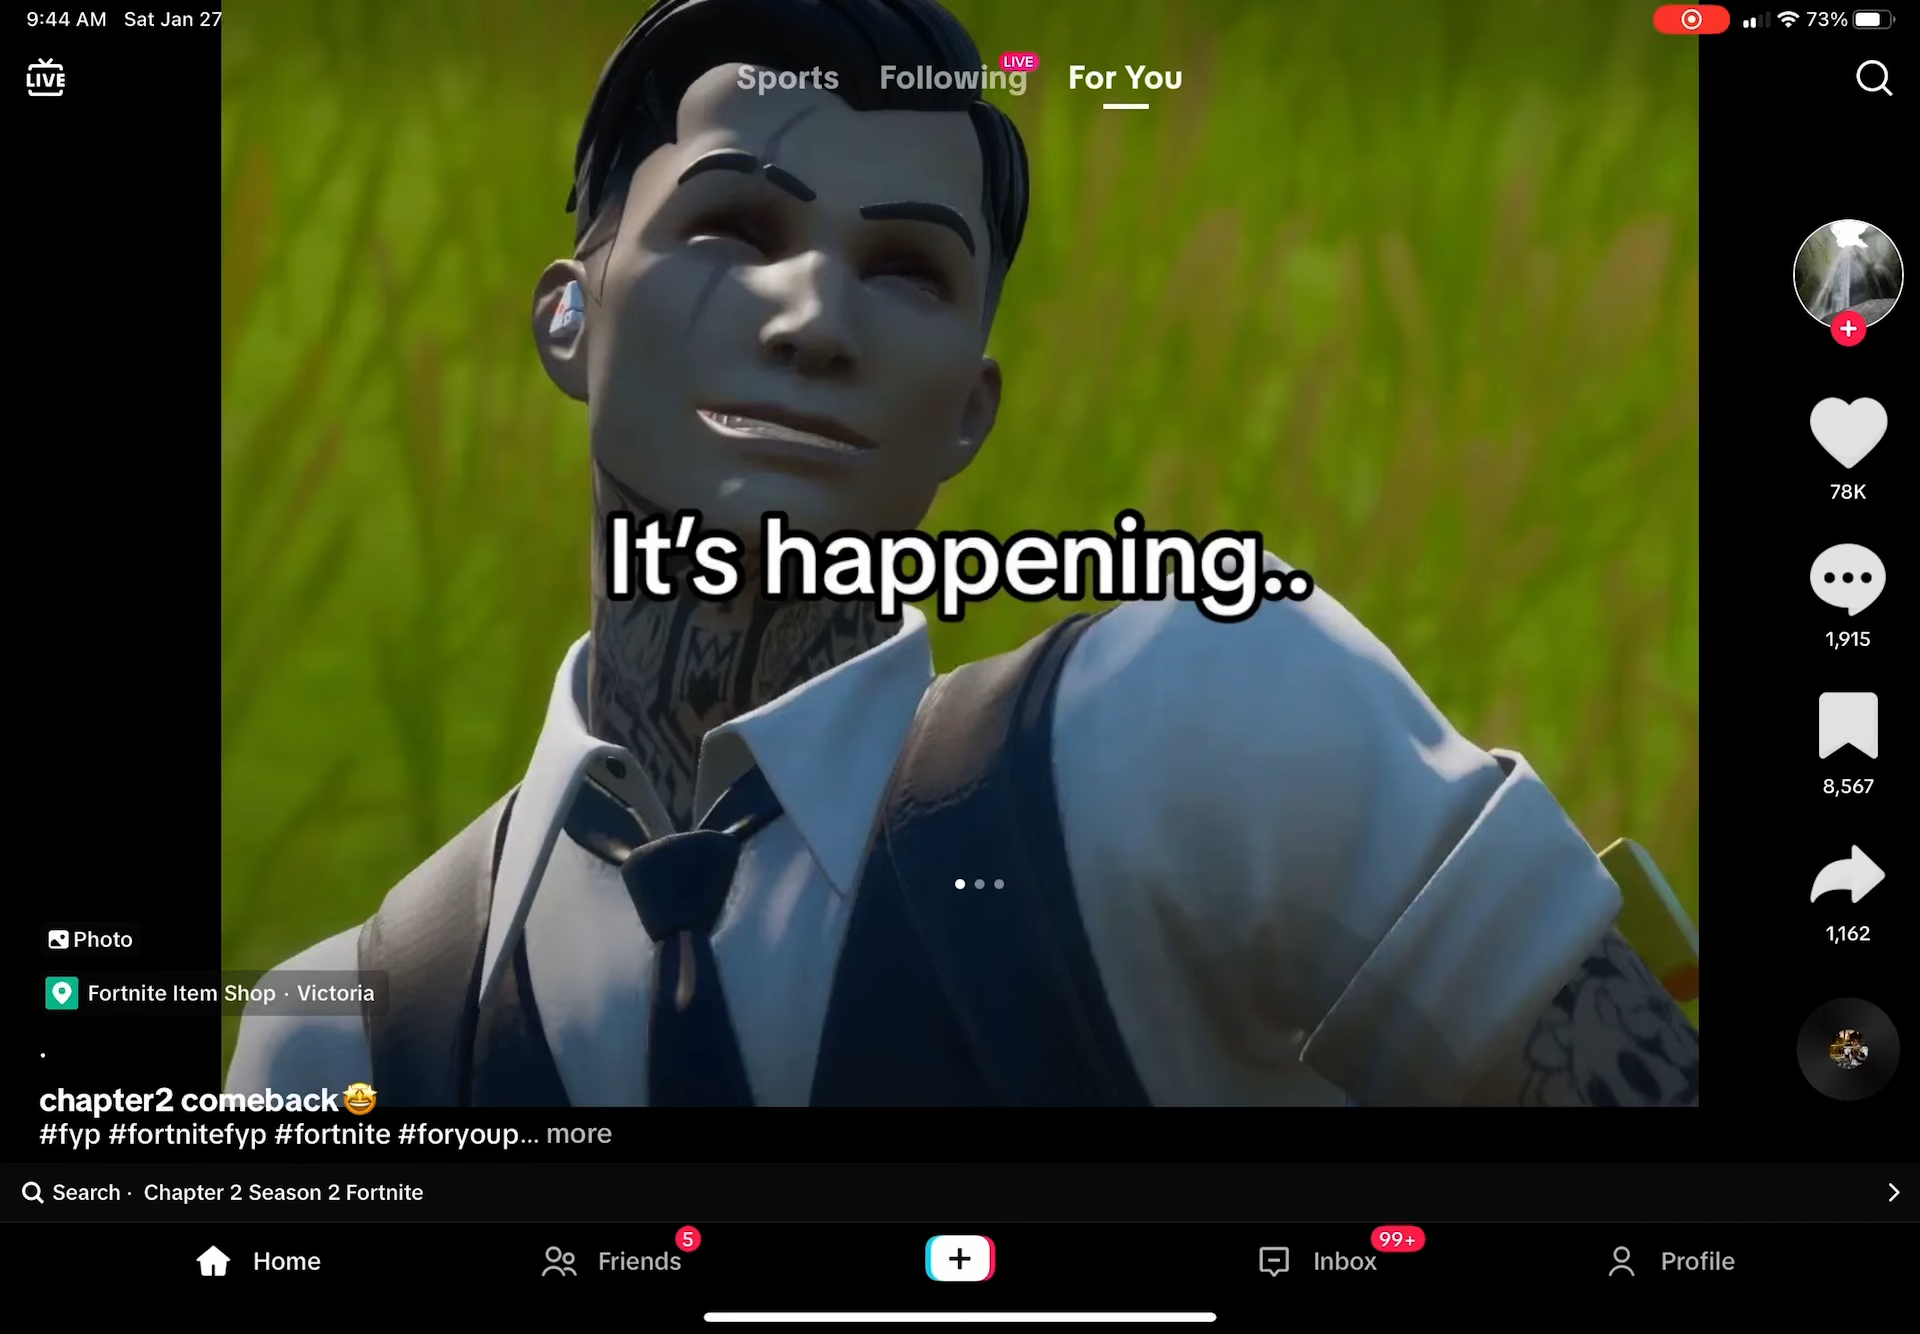 9:44 AM Sat Jan 27
73%
LIVE
Sports Following LIVE For You
It's happening..
78K
1,915
8,567
1,162
Photo
Fortnite Item Shop · Victoria
.
chapter2 comeback🤩
#fyp #fortnitefyp #fortnite #foryoup... more
Search · Chapter 2 Season 2 Fortnite
Home Friends 5 Inbox 99+ Profile